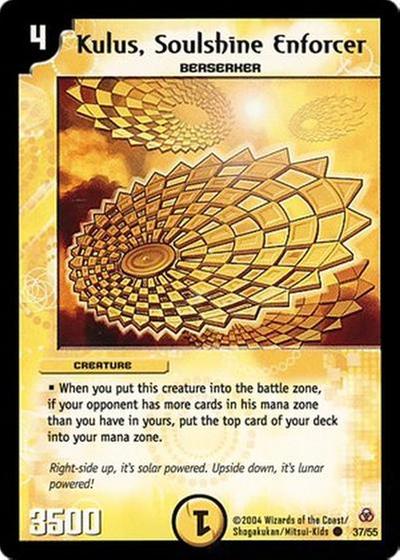 4
Kulus, Soulshine Enforcer
BERSERKER
CREATURE
▪ When you put this creature into the battle zone,
if your opponent has more cards in his mana zone
than you have in yours, put the top card of your deck
into your mana zone.
Right-side up, it's solar powered. Upside down, it's lunar
powered!
3500
1
©2004 Wizards of the Coast/
Shogakukan/Mitsui-Kids
37/55